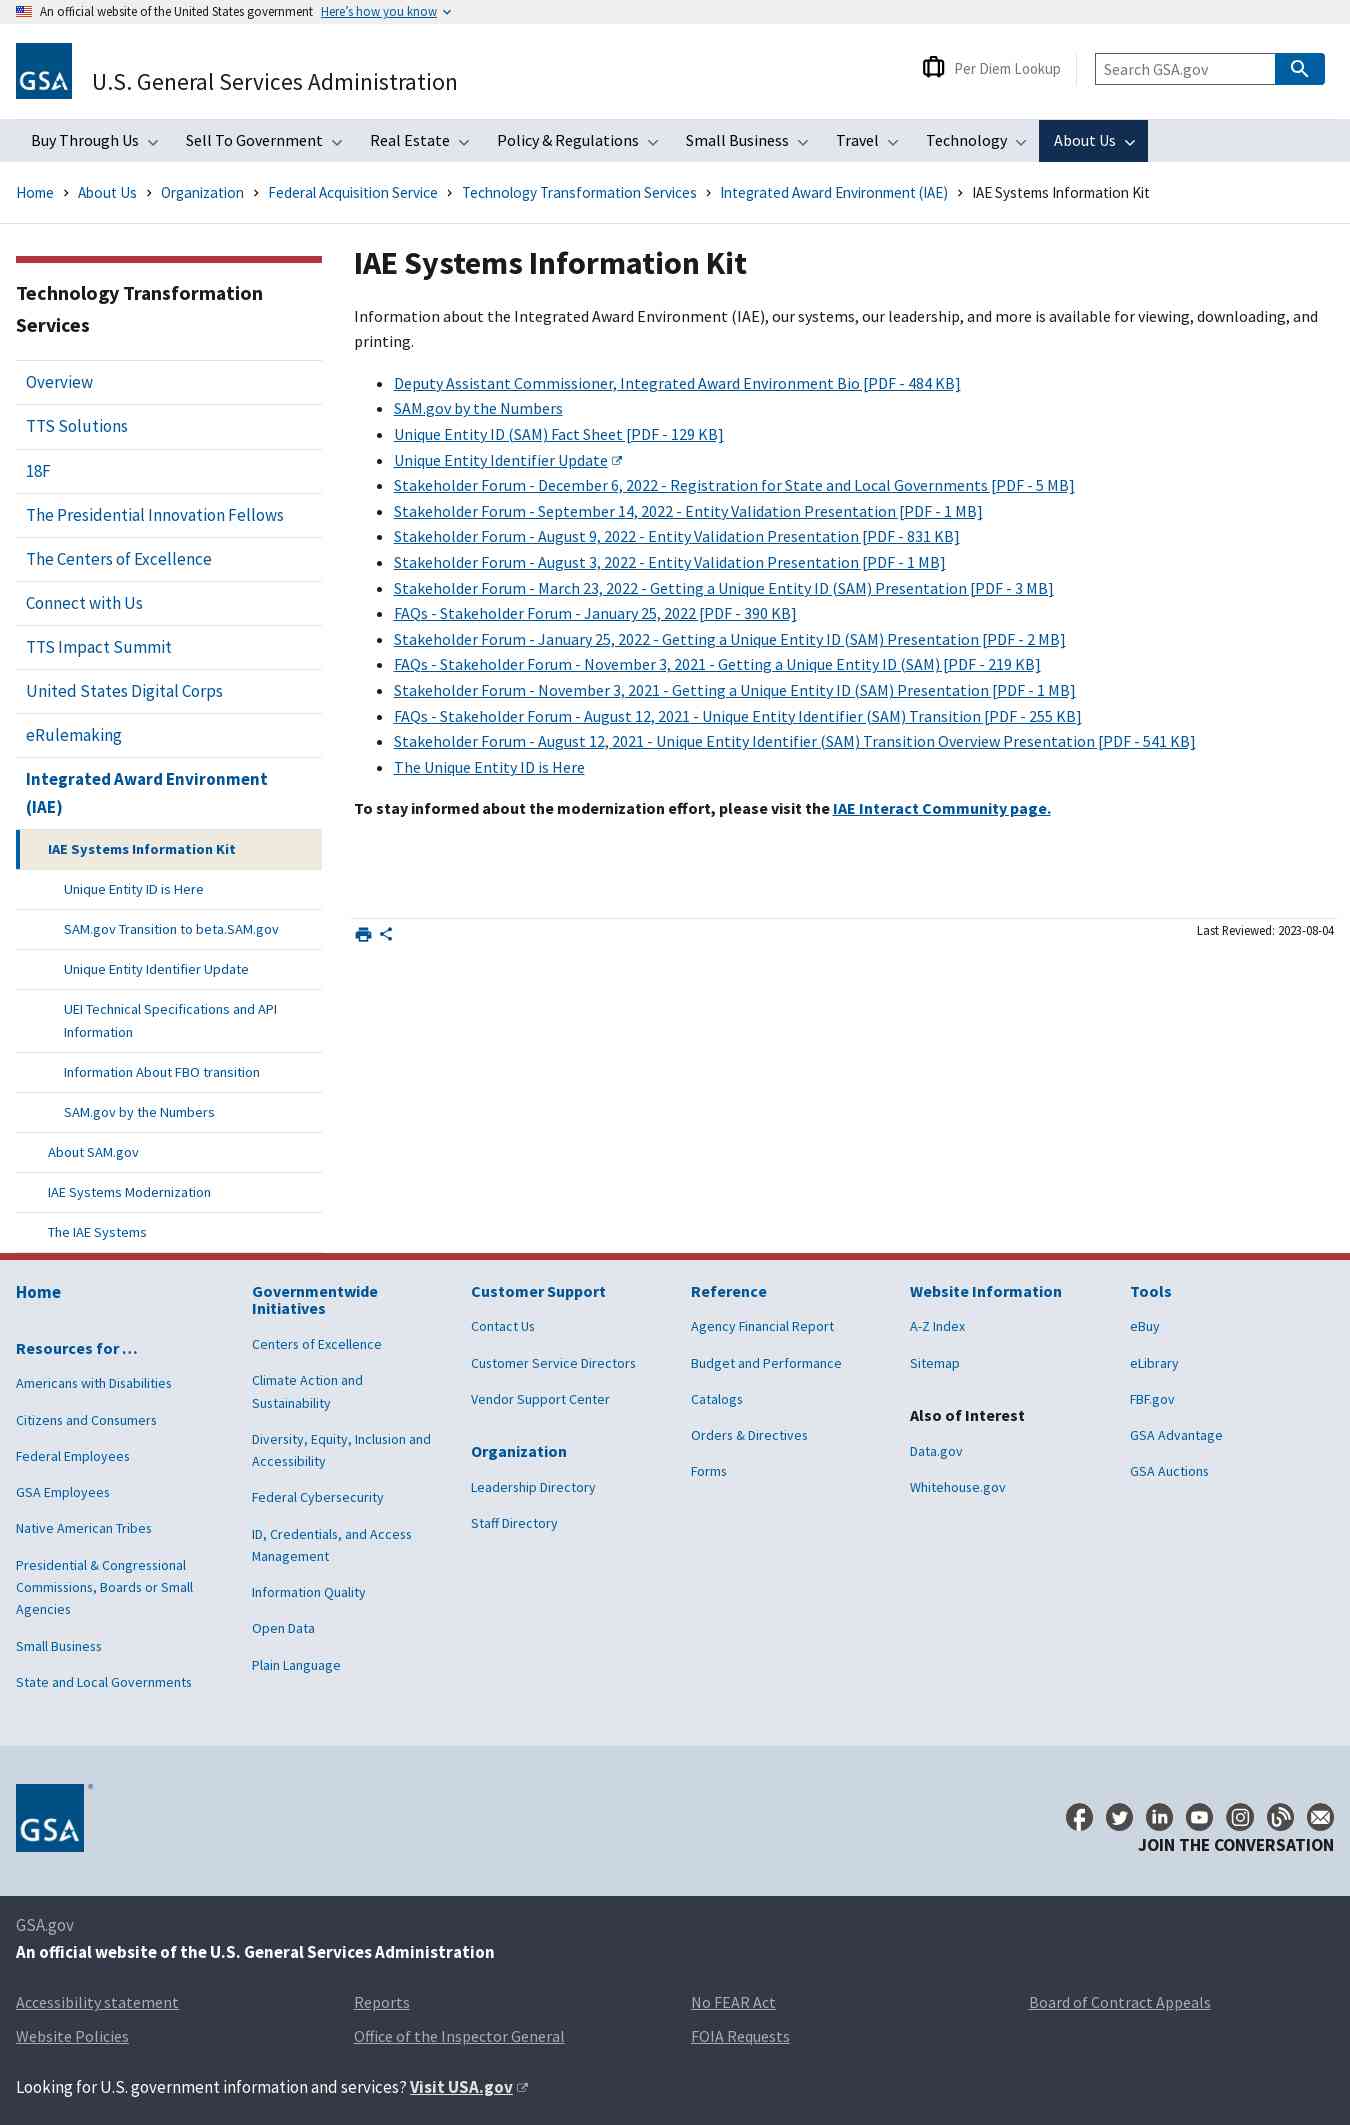 An official website of the United States government Here's how you know
GSA
U.S. General Services Administration
Per Diem Lookup
Search GSA.gov
Buy Through Us
Sell To Government
Real Estate
Policy & Regulations
Small Business
Travel
Technology
About Us
Home > About Us > Organization > Federal Acquisition Service > Technology Transformation Services > Integrated Award Environment (IAE) > IAE Systems Information Kit
Technology Transformation
Services
Overview
TTS Solutions
18F
The Presidential Innovation Fellows
The Centers of Excellence
Connect with Us
TTS Impact Summit
United States Digital Corps
eRulemaking
Integrated Award Environment
(IAE)
IAE Systems Information Kit
Unique Entity ID is Here
SAM.gov Transition to beta.SAM.gov
Unique Entity Identifier Update
UEI Technical Specifications and API
Information
Information About FBO transition
SAM.gov by the Numbers
About SAM.gov
IAE Systems Modernization
The IAE Systems
IAE Systems Information Kit
Information about the Integrated Award Environment (IAE), our systems, our leadership, and more is available for viewing, downloading, and
printing.
• Deputy Assistant Commissioner, Integrated Award Environment Bio [PDF - 484 KB]
• SAM.gov by the Numbers
• Unique Entity ID (SAM) Fact Sheet [PDF - 129 KB]
• Unique Entity Identifier Update
• Stakeholder Forum - December 6, 2022 - Registration for State and Local Governments [PDF - 5 MB]
• Stakeholder Forum - September 14, 2022 - Entity Validation Presentation [PDF - 1 MB]
• Stakeholder Forum - August 9, 2022 - Entity Validation Presentation [PDF - 831 KB]
• Stakeholder Forum - August 3, 2022 - Entity Validation Presentation [PDF - 1 MB]
• Stakeholder Forum - March 23, 2022 - Getting a Unique Entity ID (SAM) Presentation [PDF - 3 MB]
• FAQs - Stakeholder Forum - January 25, 2022 [PDF - 390 KB]
• Stakeholder Forum - January 25, 2022 - Getting a Unique Entity ID (SAM) Presentation [PDF - 2 MB]
• FAQs - Stakeholder Forum - November 3, 2021 - Getting a Unique Entity ID (SAM) [PDF - 219 KB]
• Stakeholder Forum - November 3, 2021 - Getting a Unique Entity ID (SAM) Presentation [PDF - 1 MB]
• FAQs - Stakeholder Forum - August 12, 2021 - Unique Entity Identifier (SAM) Transition [PDF - 255 KB]
• Stakeholder Forum - August 12, 2021 - Unique Entity Identifier (SAM) Transition Overview Presentation [PDF - 541 KB]
• The Unique Entity ID is Here
To stay informed about the modernization effort, please visit the IAE Interact Community page.
Last Reviewed: 2023-08-04
Home
Resources for …
Americans with Disabilities
Citizens and Consumers
Federal Employees
GSA Employees
Native American Tribes
Presidential & Congressional
Commissions, Boards or Small
Agencies
Small Business
State and Local Governments
Governmentwide
Initiatives
Centers of Excellence
Climate Action and
Sustainability
Diversity, Equity, Inclusion and
Accessibility
Federal Cybersecurity
ID, Credentials, and Access
Management
Information Quality
Open Data
Plain Language
Customer Support
Contact Us
Customer Service Directors
Vendor Support Center
Organization
Leadership Directory
Staff Directory
Reference
Agency Financial Report
Budget and Performance
Catalogs
Orders & Directives
Forms
Website Information
A-Z Index
Sitemap
Also of Interest
Data.gov
Whitehouse.gov
Tools
eBuy
eLibrary
FBF.gov
GSA Advantage
GSA Auctions
GSA ®
JOIN THE CONVERSATION
GSA.gov
An official website of the U.S. General Services Administration
Accessibility statement
Reports
No FEAR Act
Board of Contract Appeals
Website Policies
Office of the Inspector General
FOIA Requests
Looking for U.S. government information and services? Visit USA.gov